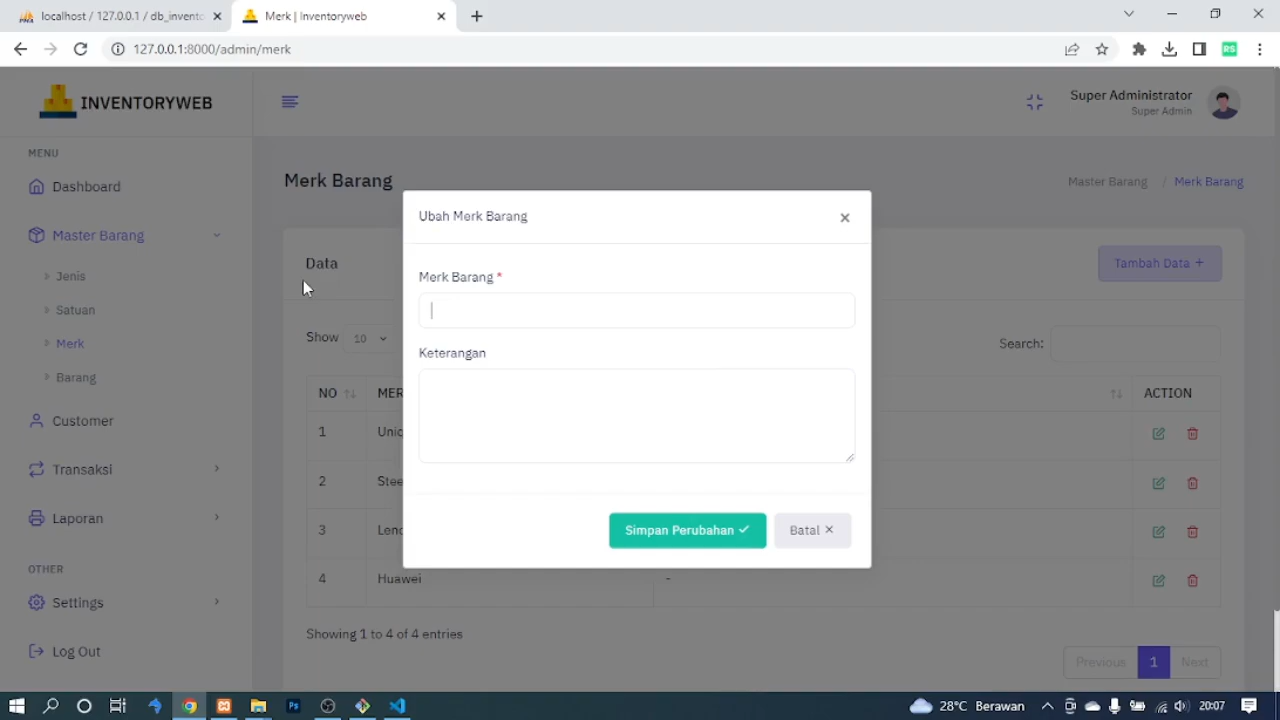 localhost / 127.0.0.1 / db_invento
Merk | Inventoryweb
127.0.0.1:8000/admin/merk
RS
INVENTORYWEB
Super Administrator
Super Admin
MENU
Dashboard
Master Barang
Jenis
Satuan
Merk
Barang
Customer
Transaksi
Laporan
OTHER
Settings
Log Out
Merk Barang
Master Barang / Merk Barang
Data
Tambah Data +
Show 10
Search:
NO MER ACTION
1 Uniq
2 Stee
3 Leno
4 Huawei -
Showing 1 to 4 of 4 entries
Previous 1 Next
Ubah Merk Barang
Merk Barang *
Keterangan
Simpan Perubahan
Batal
28°C Berawan
20:07